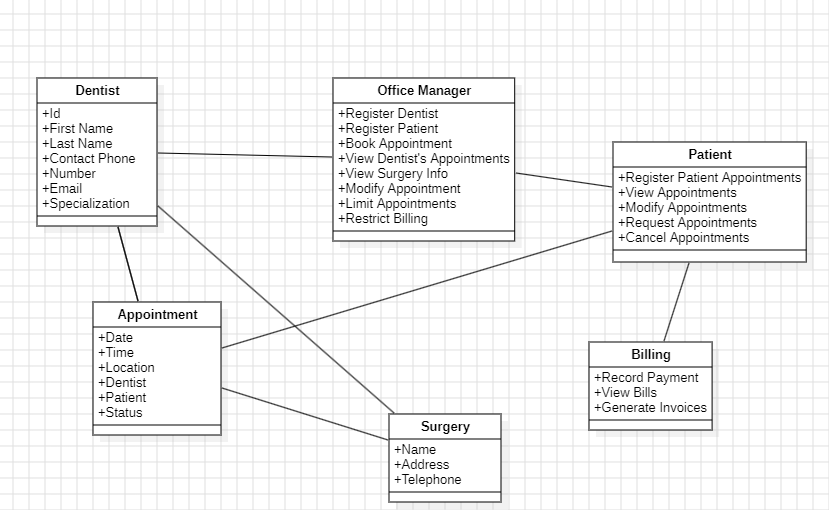 Dentist
+Id
+First Name
+Last Name
+Contact Phone
+Number
+Email
+Specialization
Office Manager
+Register Dentist
+Register Patient
+Book Appointment
+View Dentist's Appointments
+View Surgery Info
+Modify Appointment
+Limit Appointments
+Restrict Billing
Patient
+Register Patient Appointments
+View Appointments
+Modify Appointments
+Request Appointments
+Cancel Appointments
Appointment
+Date
+Time
+Location
+Dentist
+Patient
+Status
Surgery
+Name
+Address
+Telephone
Billing
+Record Payment
+View Bills
+Generate Invoices